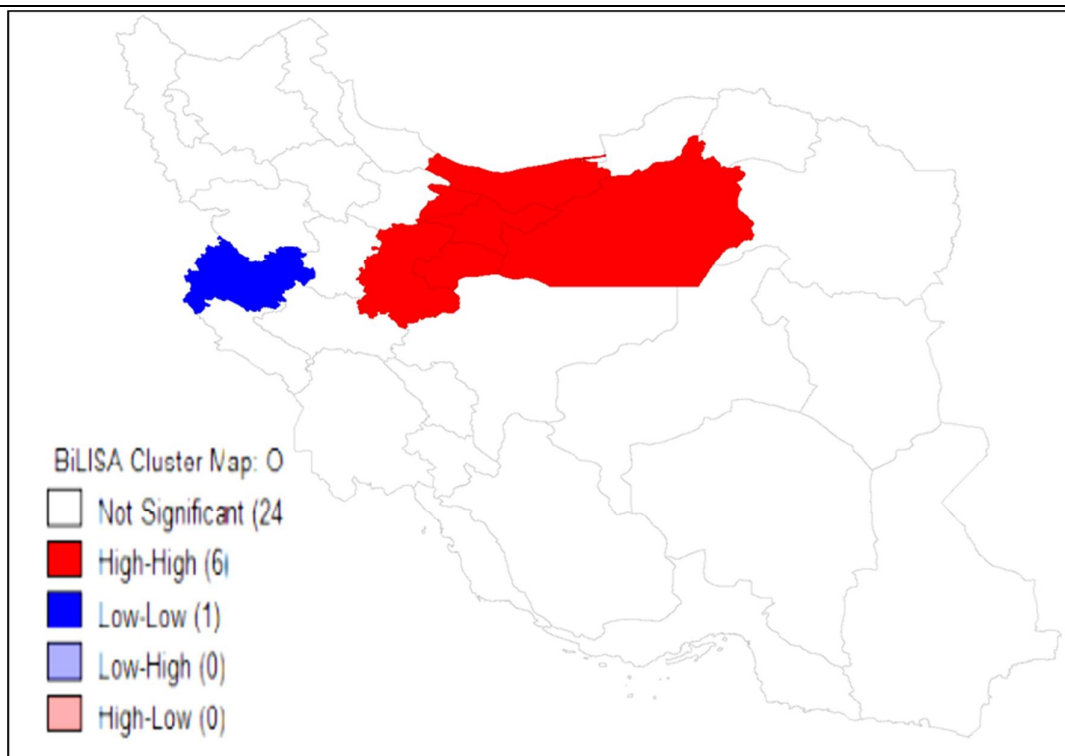 BiLISA Cluster Map: O
Not Significant (24
High-High (6)
Low-Low (1)
Low-High (0)
High-Low (0)